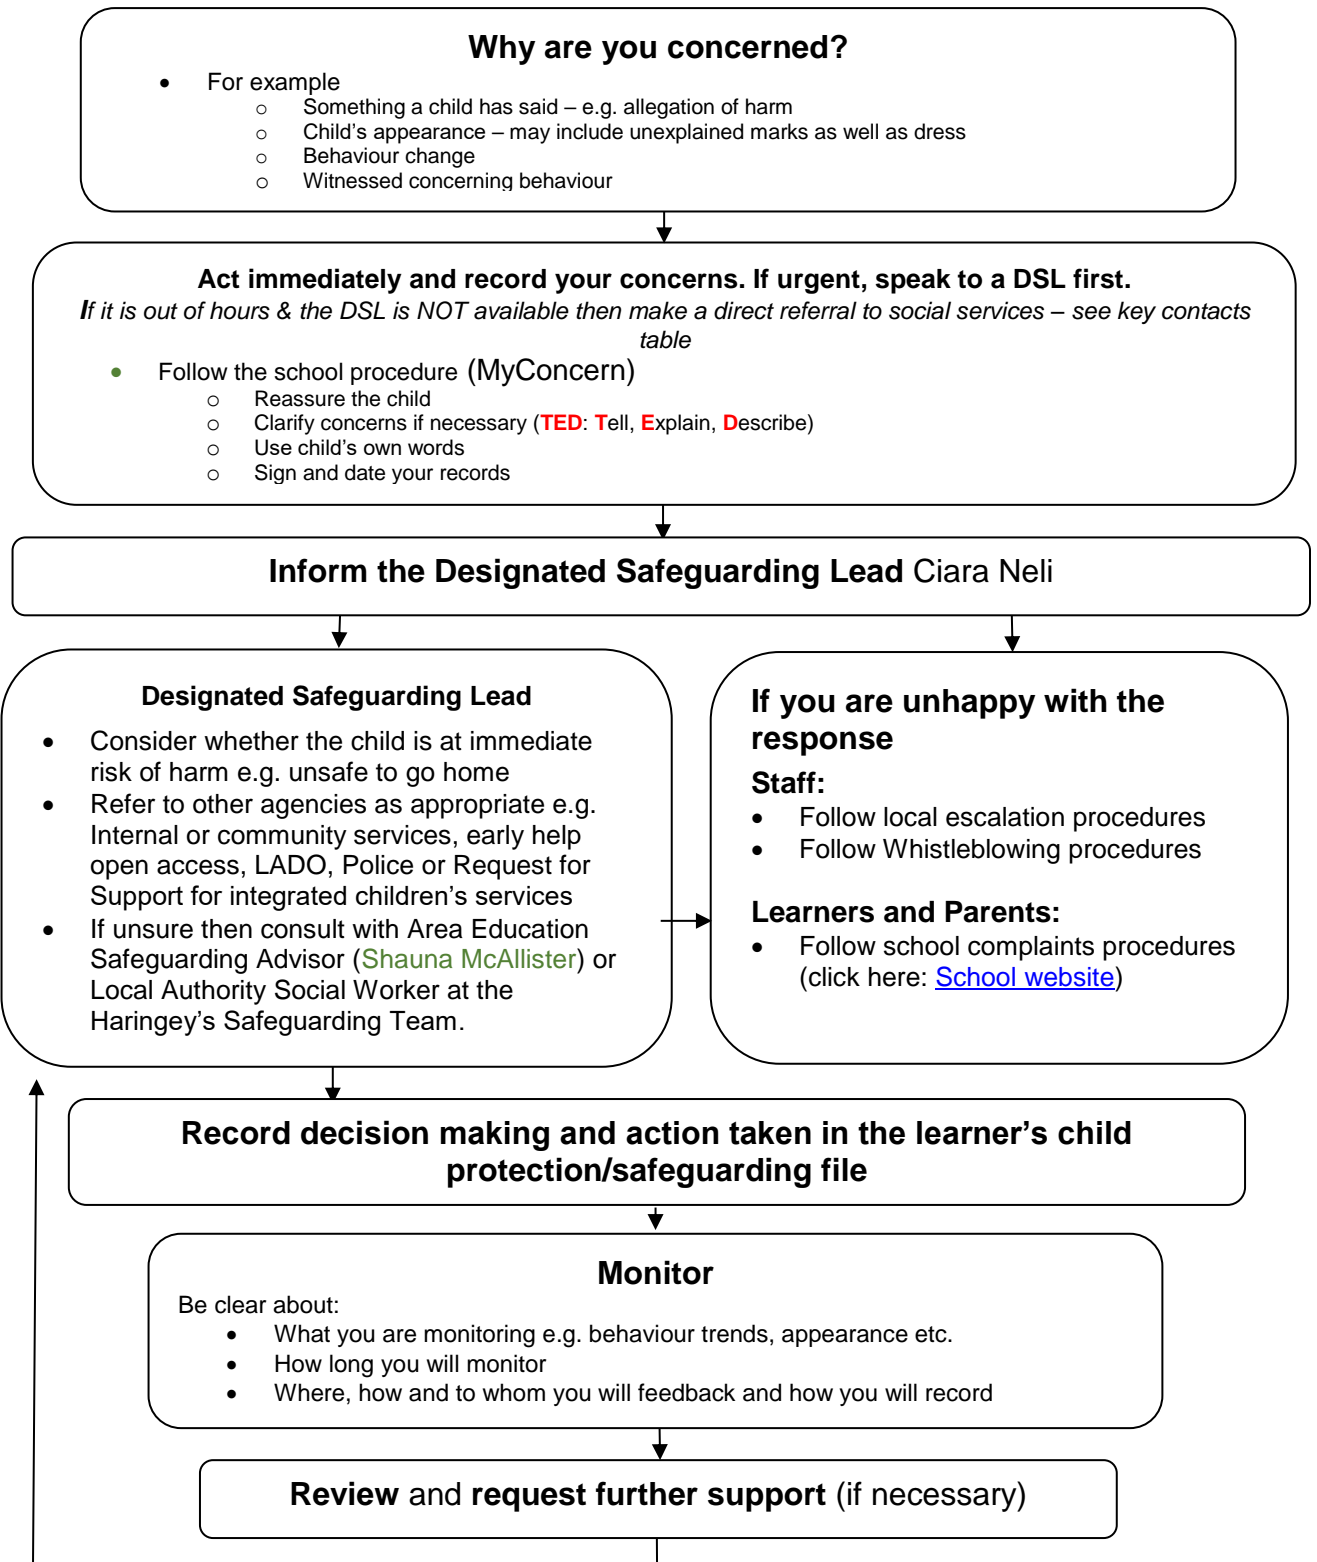 Why are you concerned?
• For example
o Something a child has said – e.g. allegation of harm
o Child's appearance – may include unexplained marks as well as dress
o Behaviour change
o Witnessed concerning behaviour
Act immediately and record your concerns. If urgent, speak to a DSL first.
If it is out of hours & the DSL is NOT available then make a direct referral to social services – see key contacts
table
• Follow the school procedure (MyConcern)
o Reassure the child
o Clarify concerns if necessary (TED: Tell, Explain, Describe)
o Use child's own words
o Sign and date your records
Inform the Designated Safeguarding Lead Ciara Neli
Designated Safeguarding Lead
• Consider whether the child is at immediate
risk of harm e.g. unsafe to go home
• Refer to other agencies as appropriate e.g.
Internal or community services, early help
open access, LADO, Police or Request for
Support for integrated children's services
• If unsure then consult with Area Education
Safeguarding Advisor (Shauna McAllister) or
Local Authority Social Worker at the
Haringey's Safeguarding Team.
If you are unhappy with the
response
Staff:
• Follow local escalation procedures
• Follow Whistleblowing procedures
Learners and Parents:
• Follow school complaints procedures
(click here: School website)
Record decision making and action taken in the learner's child
protection/safeguarding file
Monitor
Be clear about:
• What you are monitoring e.g. behaviour trends, appearance etc.
• How long you will monitor
• Where, how and to whom you will feedback and how you will record
Review and request further support (if necessary)